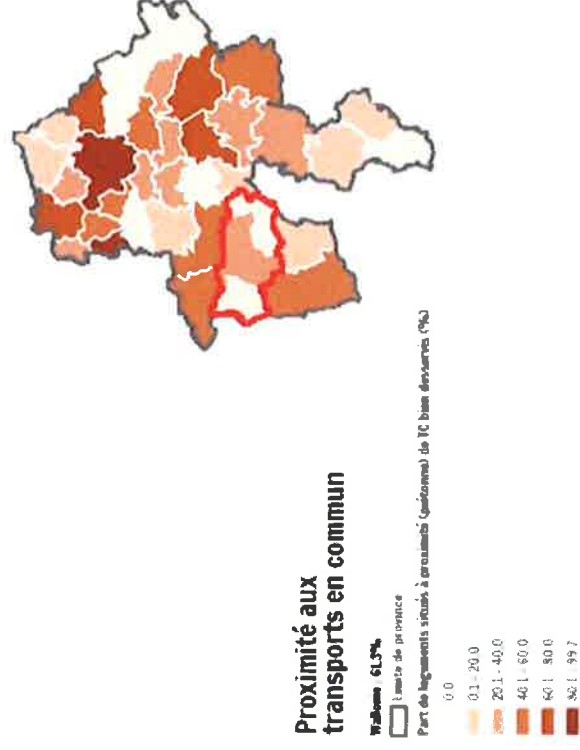 Proximité aux
transports en commun
Wallonie : 61.3%
Limite de province
Part de logements situés à proximité (piétonne) de TC bien desservis (%)
0.0
0.1 - 20.0
20.1 - 40.0
40.1 - 60.0
60.1 - 80.0
80.1 - 99.7